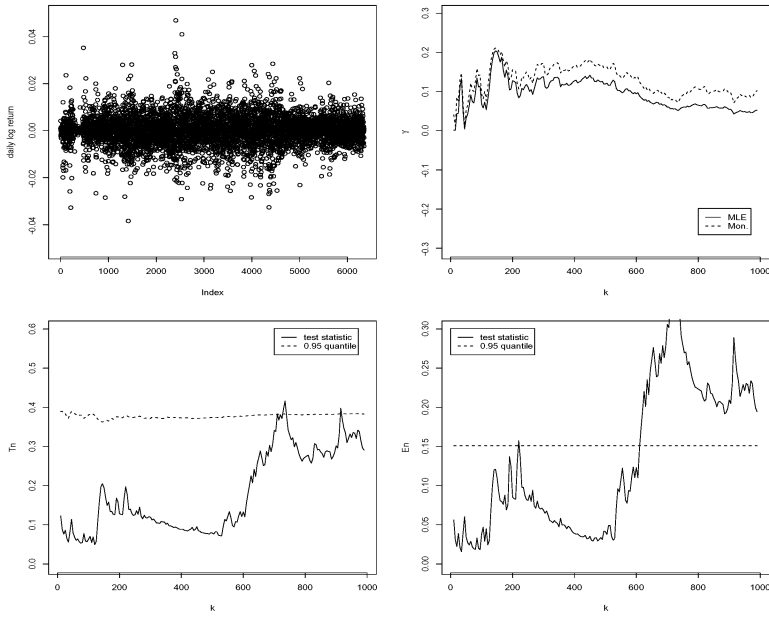 daily log return
0.04
0.02
0.00
-0.02
-0.04
0 1000 2000 3000 4000 5000 6000
Index
γ
0.3
0.2
0.1
0.0
-0.1
-0.2
-0.3
MLE
Mon.
0 200 400 600 800 1000
k
Tn
0.6
0.5
0.4
0.3
0.2
0.1
0.0
test statistic
0.95 quantile
0 200 400 600 800 1000
k
En
0.30
0.25
0.20
0.15
0.10
0.05
0.00
test statistic
0.95 quantile
0 200 400 600 800 1000
k